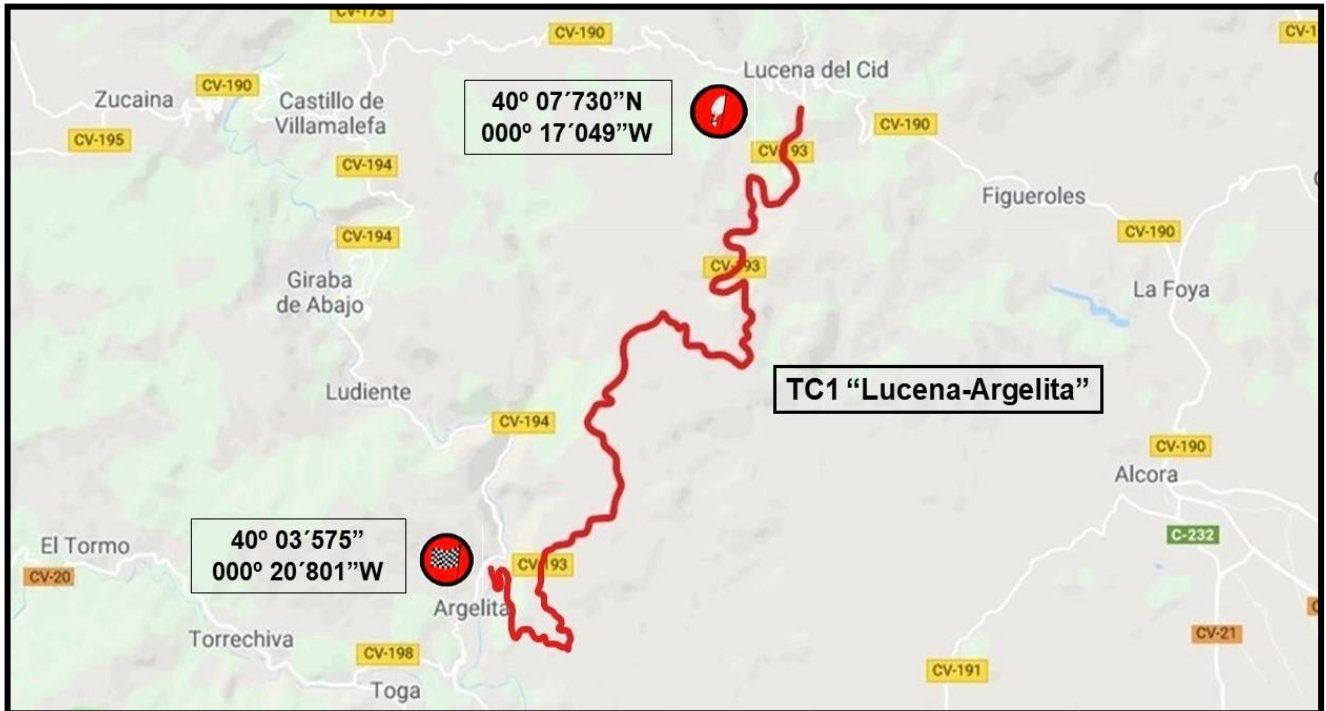 CV-175
CV-190
CV-1
Lucena del Cid
CV-190
Zucaina
Castillo de
Villamalefa
40º 07´730”N
000º 17´049”W
CV-190
CV-195
CV-193
CV-194
Figueroles
CV-190
CV-194
CV-193
Giraba
de Abajo
La Foya
TC1 “Lucena-Argelita”
Ludiente
CV-194
CV-190
Alcora
C-232
40º 03´575”
000º 20´801”W
El Tormo
CV-20
CV-193
Argelita
Torrechiva
CV-21
CV-198
CV-191
Toga